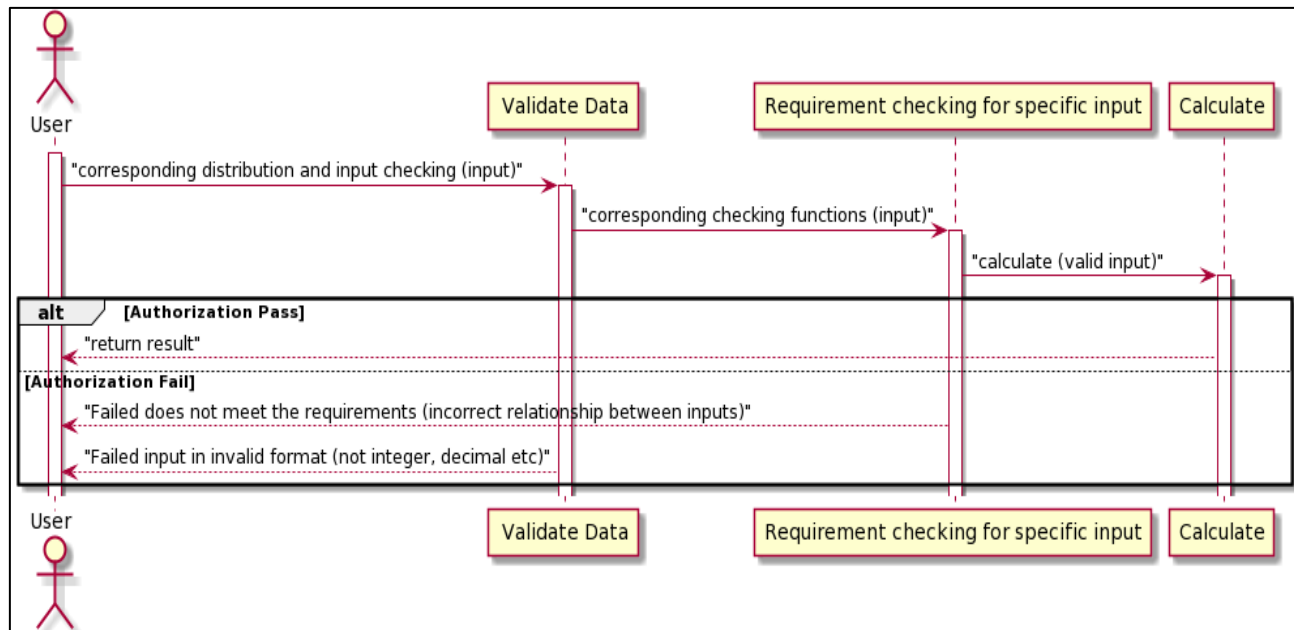 User
Validate Data
Requirement checking for specific input
Calculate
"corresponding distribution and input checking (input)"
"corresponding checking functions (input)"
"calculate (valid input)"
alt [Authorization Pass]
"return result"
[Authorization Fail]
"Failed does not meet the requirements (incorrect relationship between inputs)"
"Failed input in invalid format (not integer, decimal etc)"
User
Validate Data
Requirement checking for specific input
Calculate